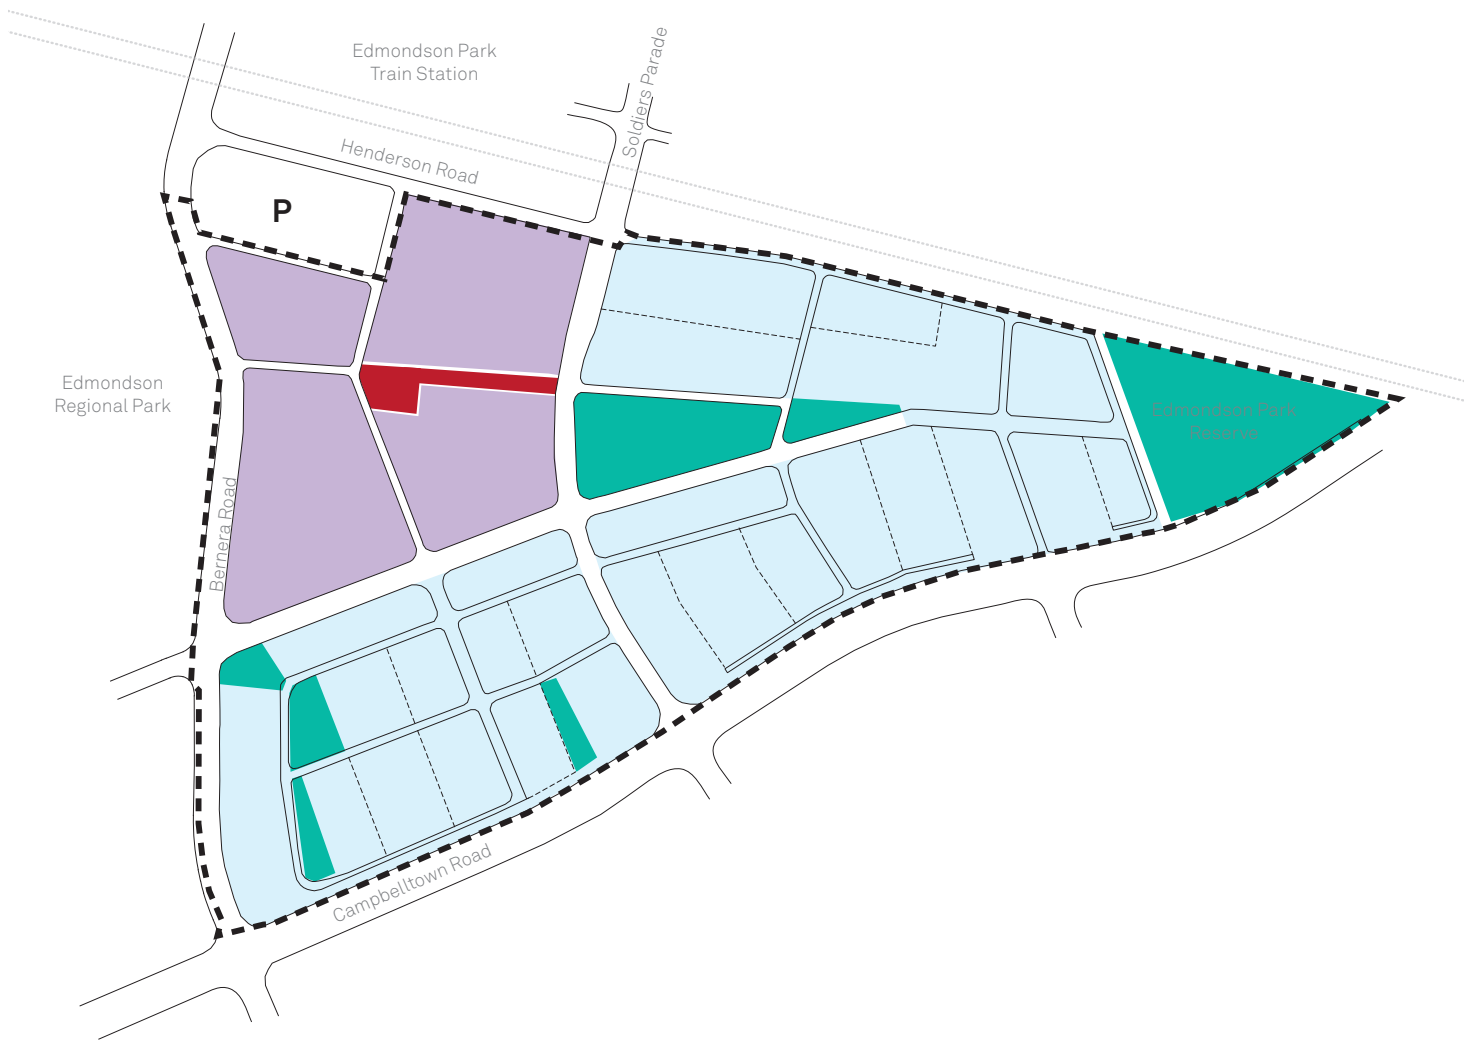 Edmondson Park
Train Station
Soldiers Parade
Henderson Road
P
Edmondson
Regional Park
Edmondson Park
Reserve
Bernera Road
Campbelltown Road